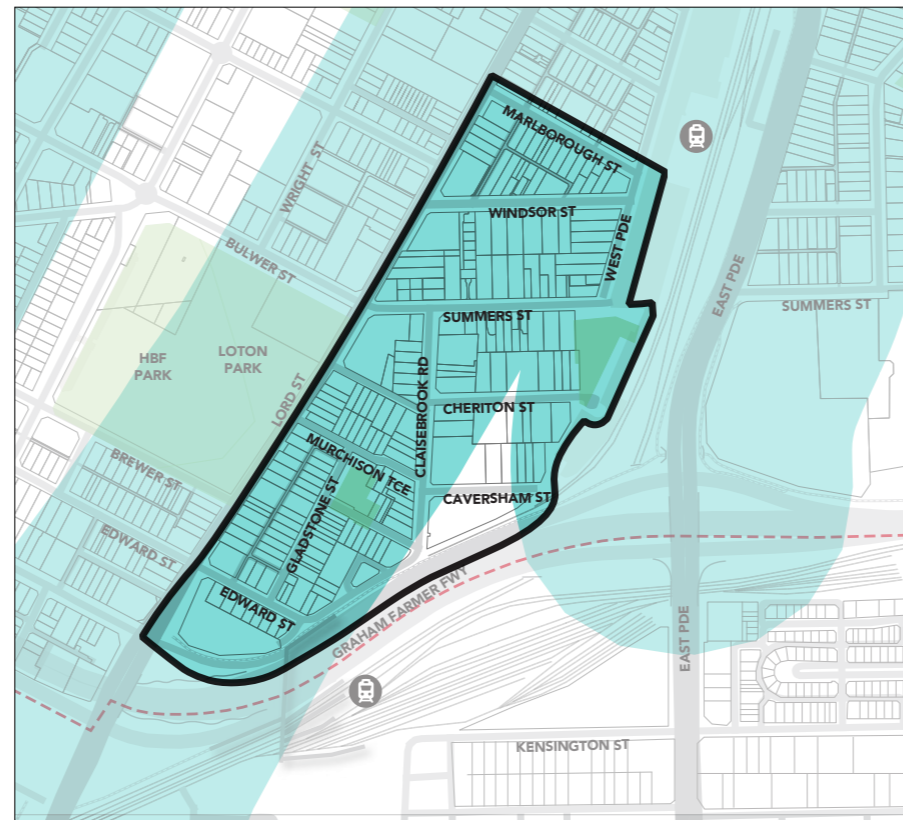 MARLBOROUGH ST
WRIGHT ST
WINDSOR ST
BULWER ST
WEST PDE
EAST PDE
SUMMERS ST
SUMMERS ST
HBF
PARK
LOTON
PARK
LORD ST
CLAISEBROOK RD
CHERITON ST
MURCHISON TCE
BREWER ST
CAVERSHAM ST
GLADSTONE ST
EDWARD ST
EDWARD ST
GRAHAM FARMER FWY
EAST PDE
KENSINGTON ST